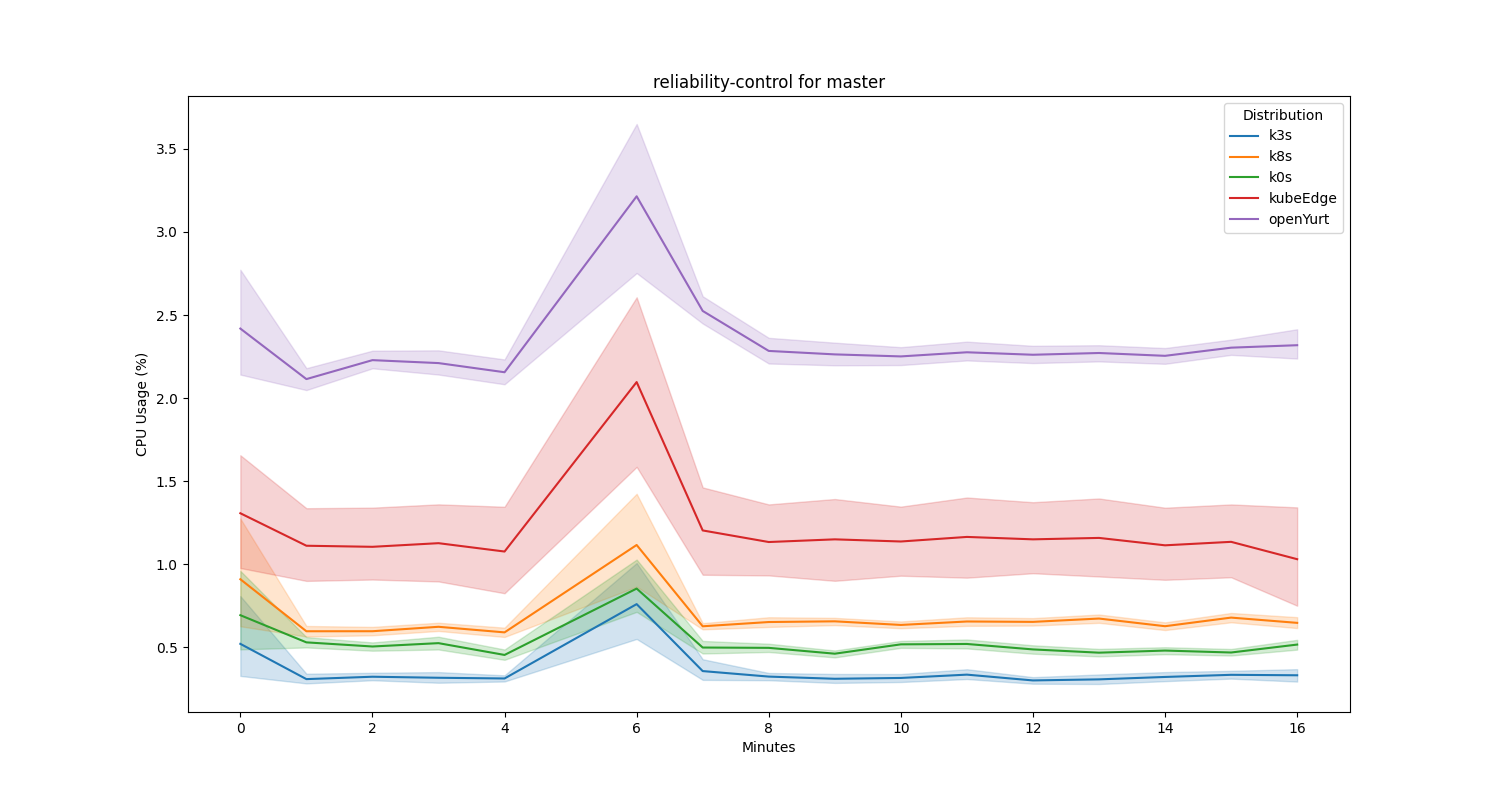 reliability-control for master
Distribution
k3s
k8s
k0s
kubeEdge
openYurt
CPU Usage (%)
3.5
3.0
2.5
2.0
1.5
1.0
0.5
0 2 4 6 8 10 12 14 16
Minutes